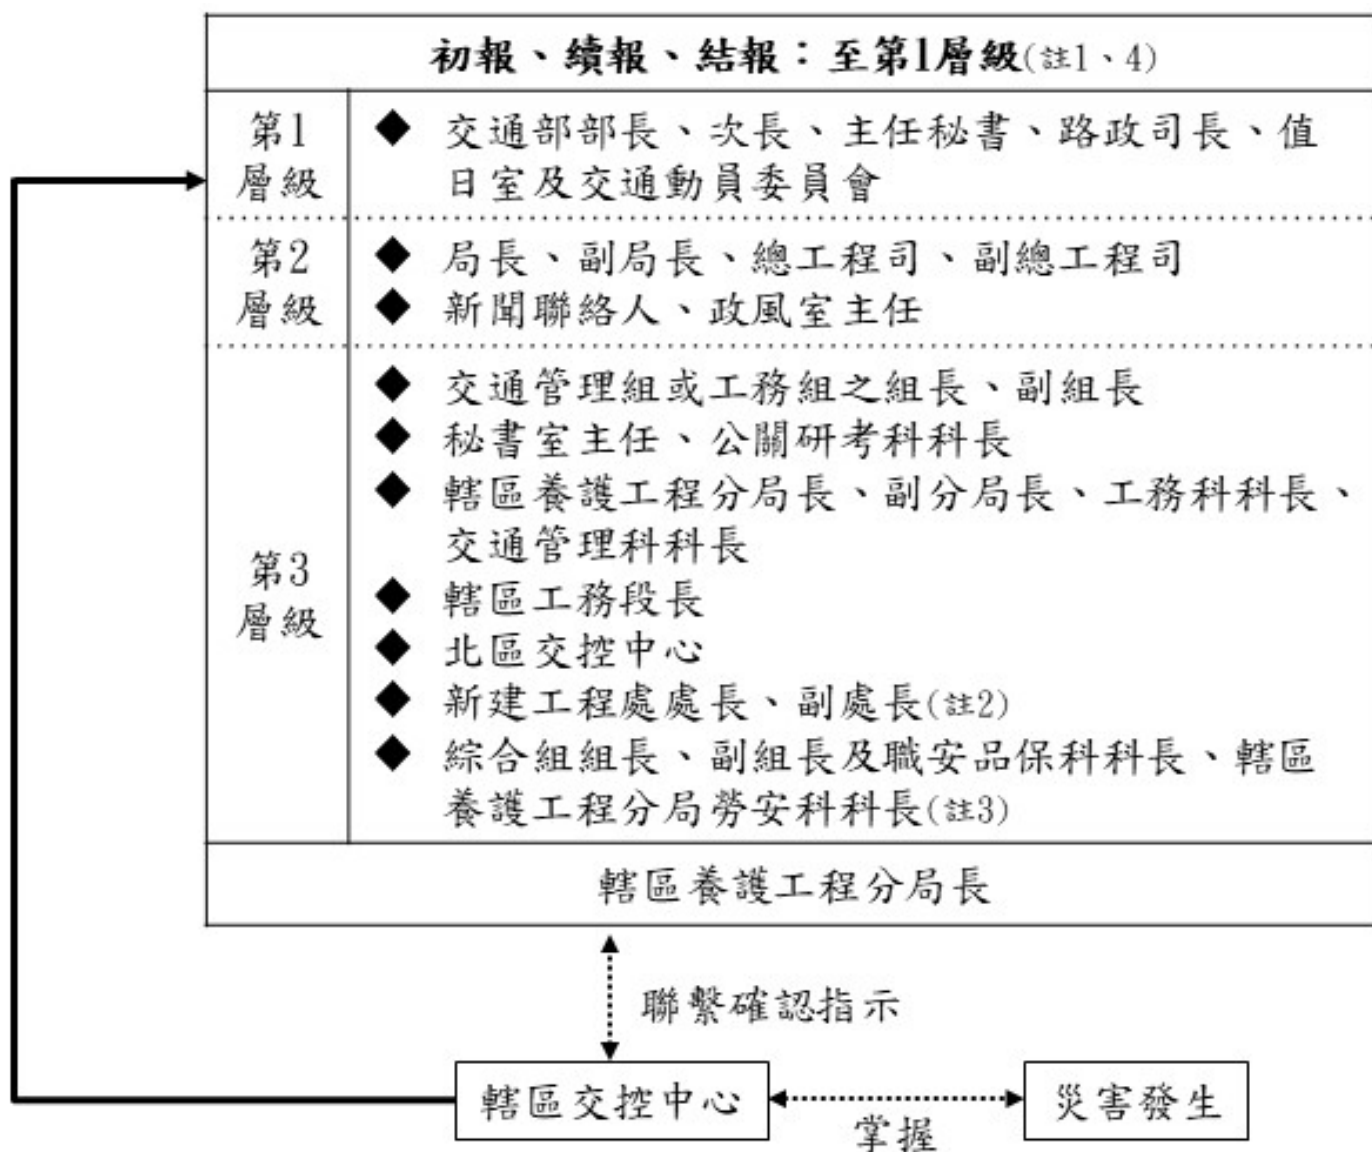 初報、續報、結報：至第1層級(註1、4)
第1
層級
◆ 交通部部長、次長、主任秘書、路政司長、值
日室及交通動員委員會
第2
層級
◆ 局長、副局長、總工程司、副總工程司
◆ 新聞聯絡人、政風室主任
第3
層級
◆ 交通管理組或工務組之組長、副組長
◆ 秘書室主任、公關研考科科長
◆ 轄區養護工程分局長、副分局長、工務科科長、
交通管理科科長
◆ 轄區工務段長
◆ 北區交控中心
◆ 新建工程處處長、副處長(註2)
◆ 綜合組組長、副組長及職安品保科科長、轄區
養護工程分局勞安科科長(註3)
轄區養護工程分局長
聯繫確認指示
轄區交控中心
掌握
災害發生